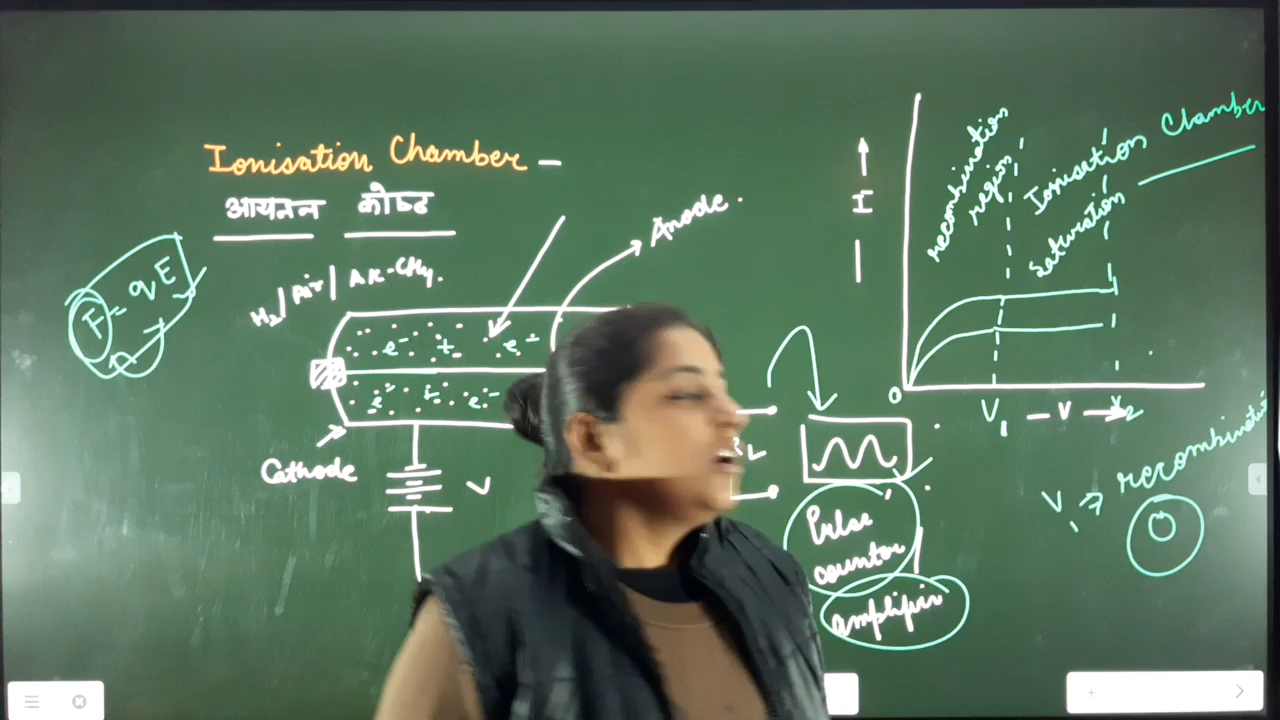 Ionisation Chamber –
आयनन कोष्ठ
F = qE
H₂/Air/Ar-CH₄.
Anode.
e⁻ + e⁻
e⁻ + e⁻
Cathode
V
Pulse
counter
amplifier
I
recombination
region
Ionisation Chamber
saturation
O
V₁ – V → V₂
V₁ ⇒ recombination